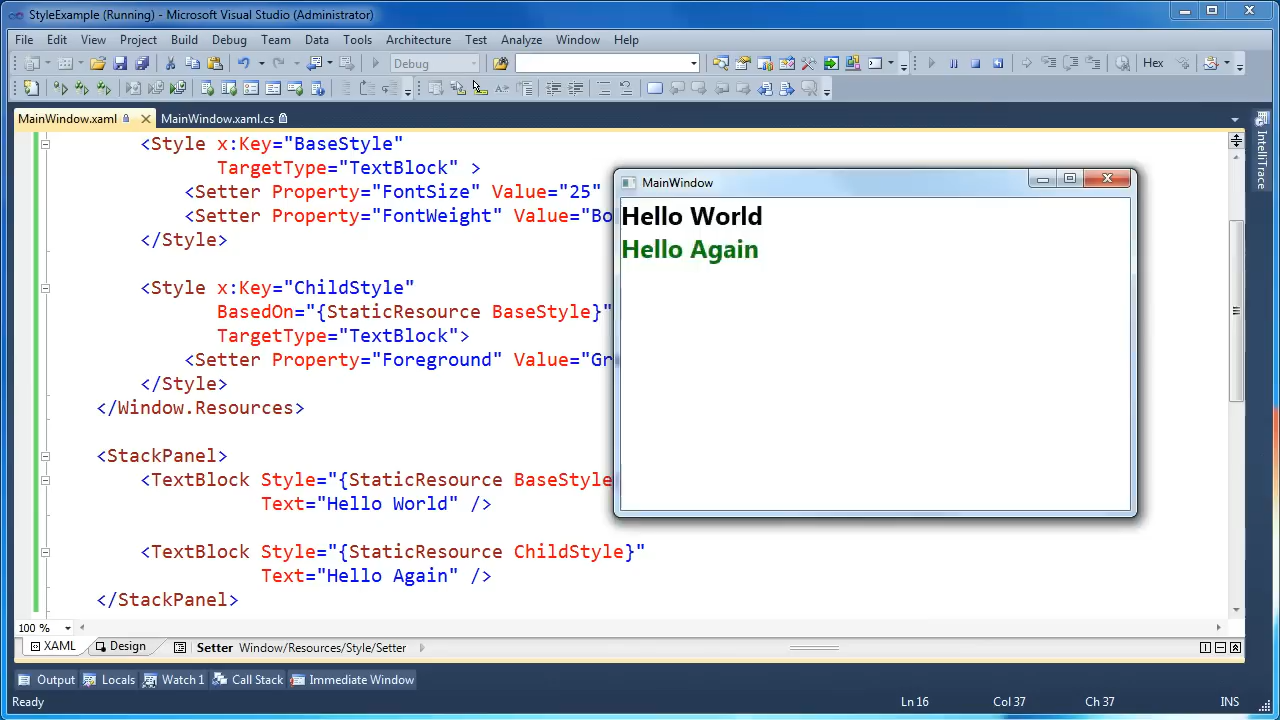 StyleExample (Running) - Microsoft Visual Studio (Administrator)
File Edit View Project Build Debug Team Data Tools Architecture Test Analyze Window Help
Debug
Hex
MainWindow.xaml
MainWindow.xaml.cs
<Style x:Key="BaseStyle"
TargetType="TextBlock" >
<Setter Property="FontSize" Value="25"
<Setter Property="FontWeight" Value="Bo
</Style>
<Style x:Key="ChildStyle"
BasedOn="{StaticResource BaseStyle}"
TargetType="TextBlock">
<Setter Property="Foreground" Value="Gr
</Style>
</Window.Resources>
<StackPanel>
<TextBlock Style="{StaticResource BaseStyle
Text="Hello World" />
<TextBlock Style="{StaticResource ChildStyle}"
Text="Hello Again" />
</StackPanel>
MainWindow
Hello World
Hello Again
IntelliTrace
100 %
XAML Design Setter Window/Resources/Style/Setter
Output Locals Watch 1 Call Stack Immediate Window
Ready Ln 16 Col 37 Ch 37 INS